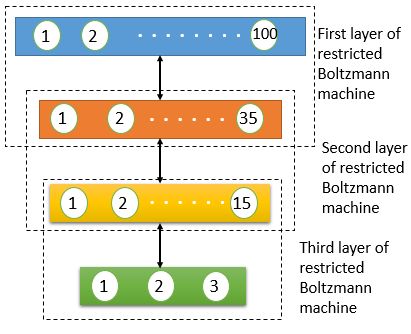 1 2 . . . . . . . . 100
First layer of
restricted
Boltzmann
machine
1 2 . . . . . . 35
Second layer
of restricted
Boltzmann
machine
1 2 . . . . . . 15
Third layer of
restricted
Boltzmann
machine
1 2 3